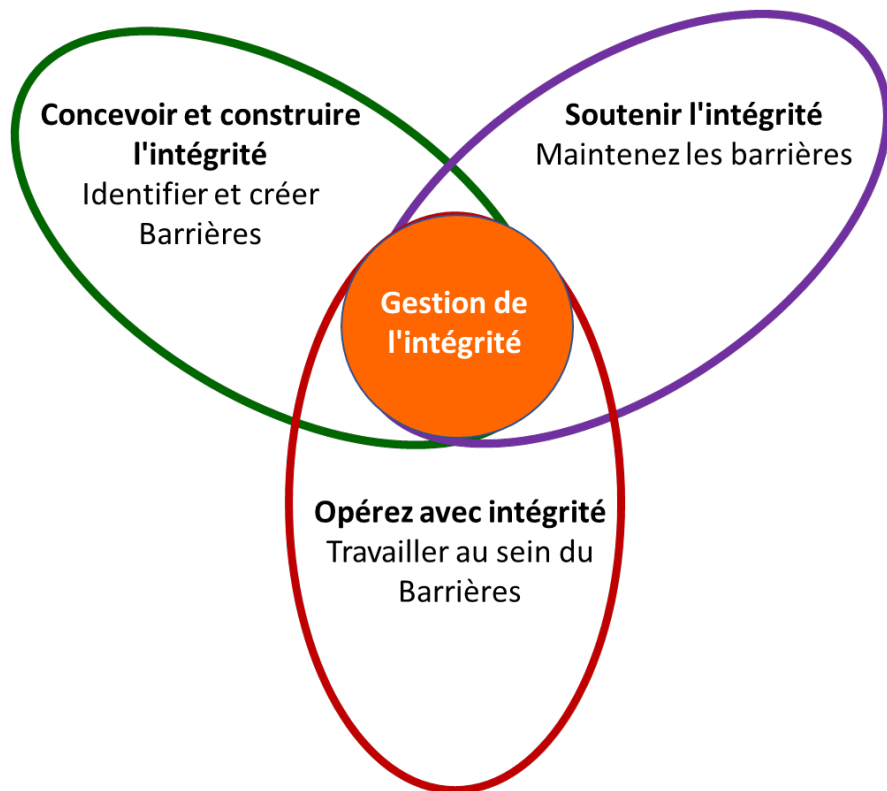 Concevoir et construire
l'intégrité
Identifier et créer
Barrières
Soutenir l'intégrité
Maintenez les barrières
Gestion de
l'intégrité
Opérez avec intégrité
Travailler au sein du
Barrières